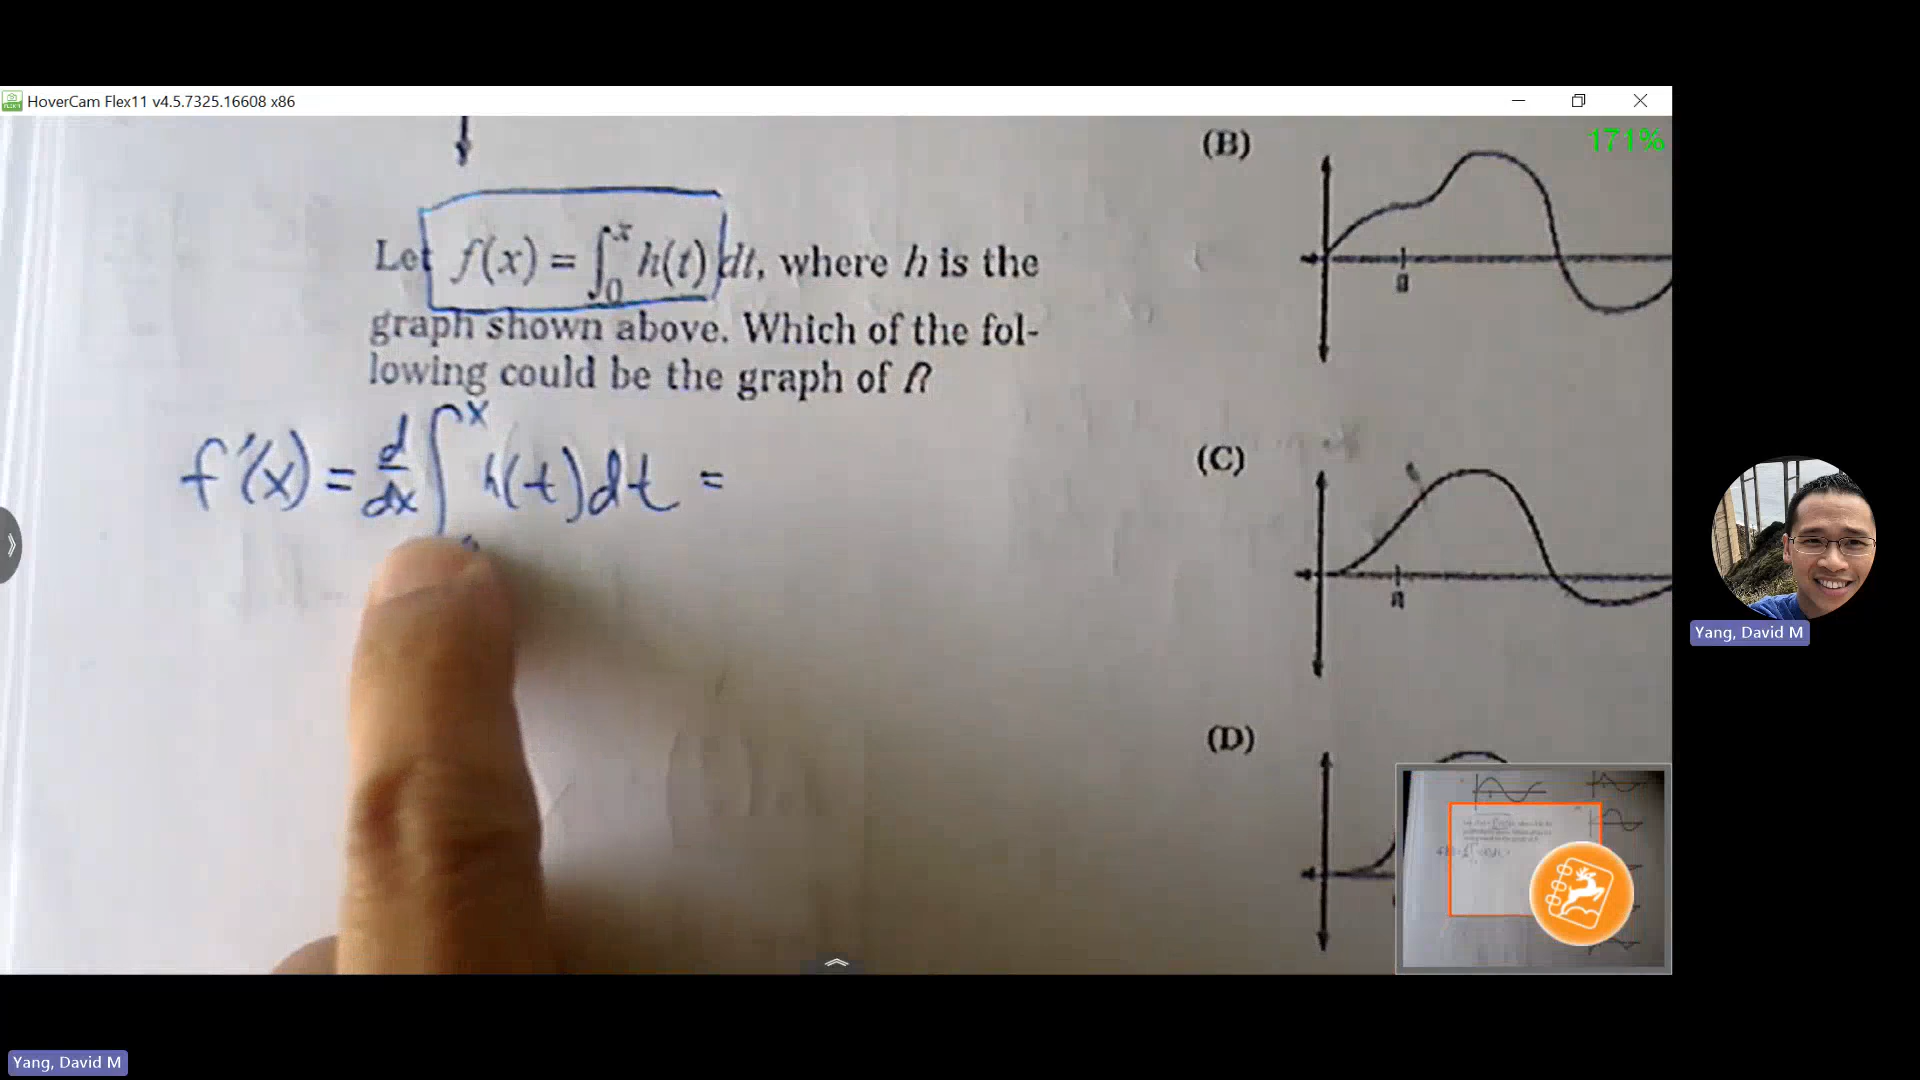 HoverCam Flex11 v4.5.7325.16608 x86
171%
Let f(x) = ∫₀ˣ h(t) dt, where h is the
graph shown above. Which of the fol-
lowing could be the graph of f?
f'(x) = d/dx ∫ˣ h(t)dt =
(B)
a
(C)
a
(D)
Yang, David M
Yang, David M